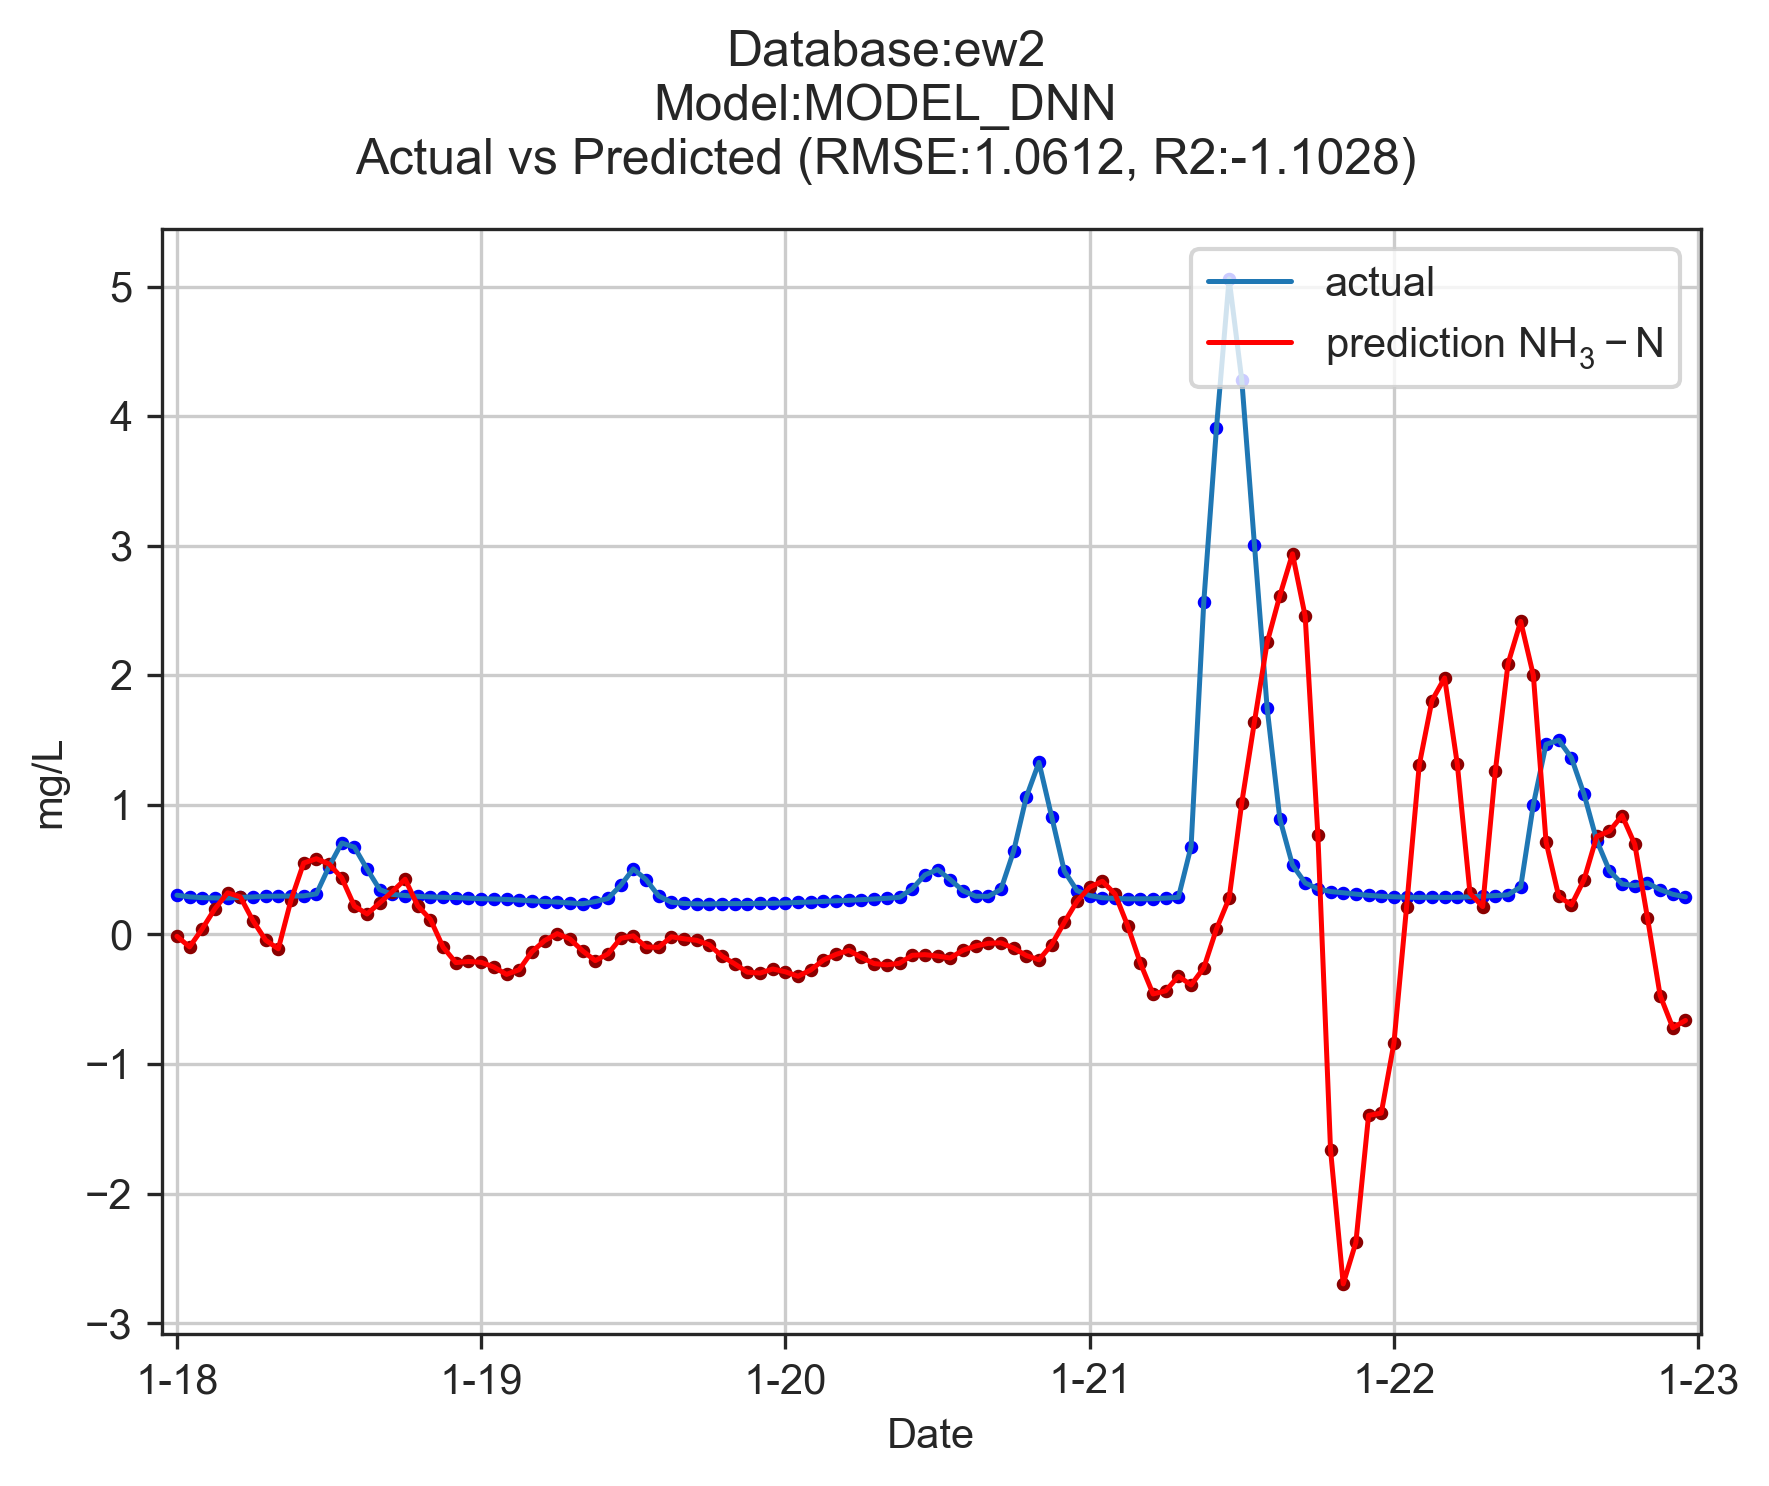 Database:ew2
Model:MODEL_DNN
Actual vs Predicted (RMSE:1.0612, R2:-1.1028)
actual
prediction NH₃ − N
5
4
3
2
1
0
−1
−2
−3
mg/L
1-18 1-19 1-20 1-21 1-22 1-23
Date